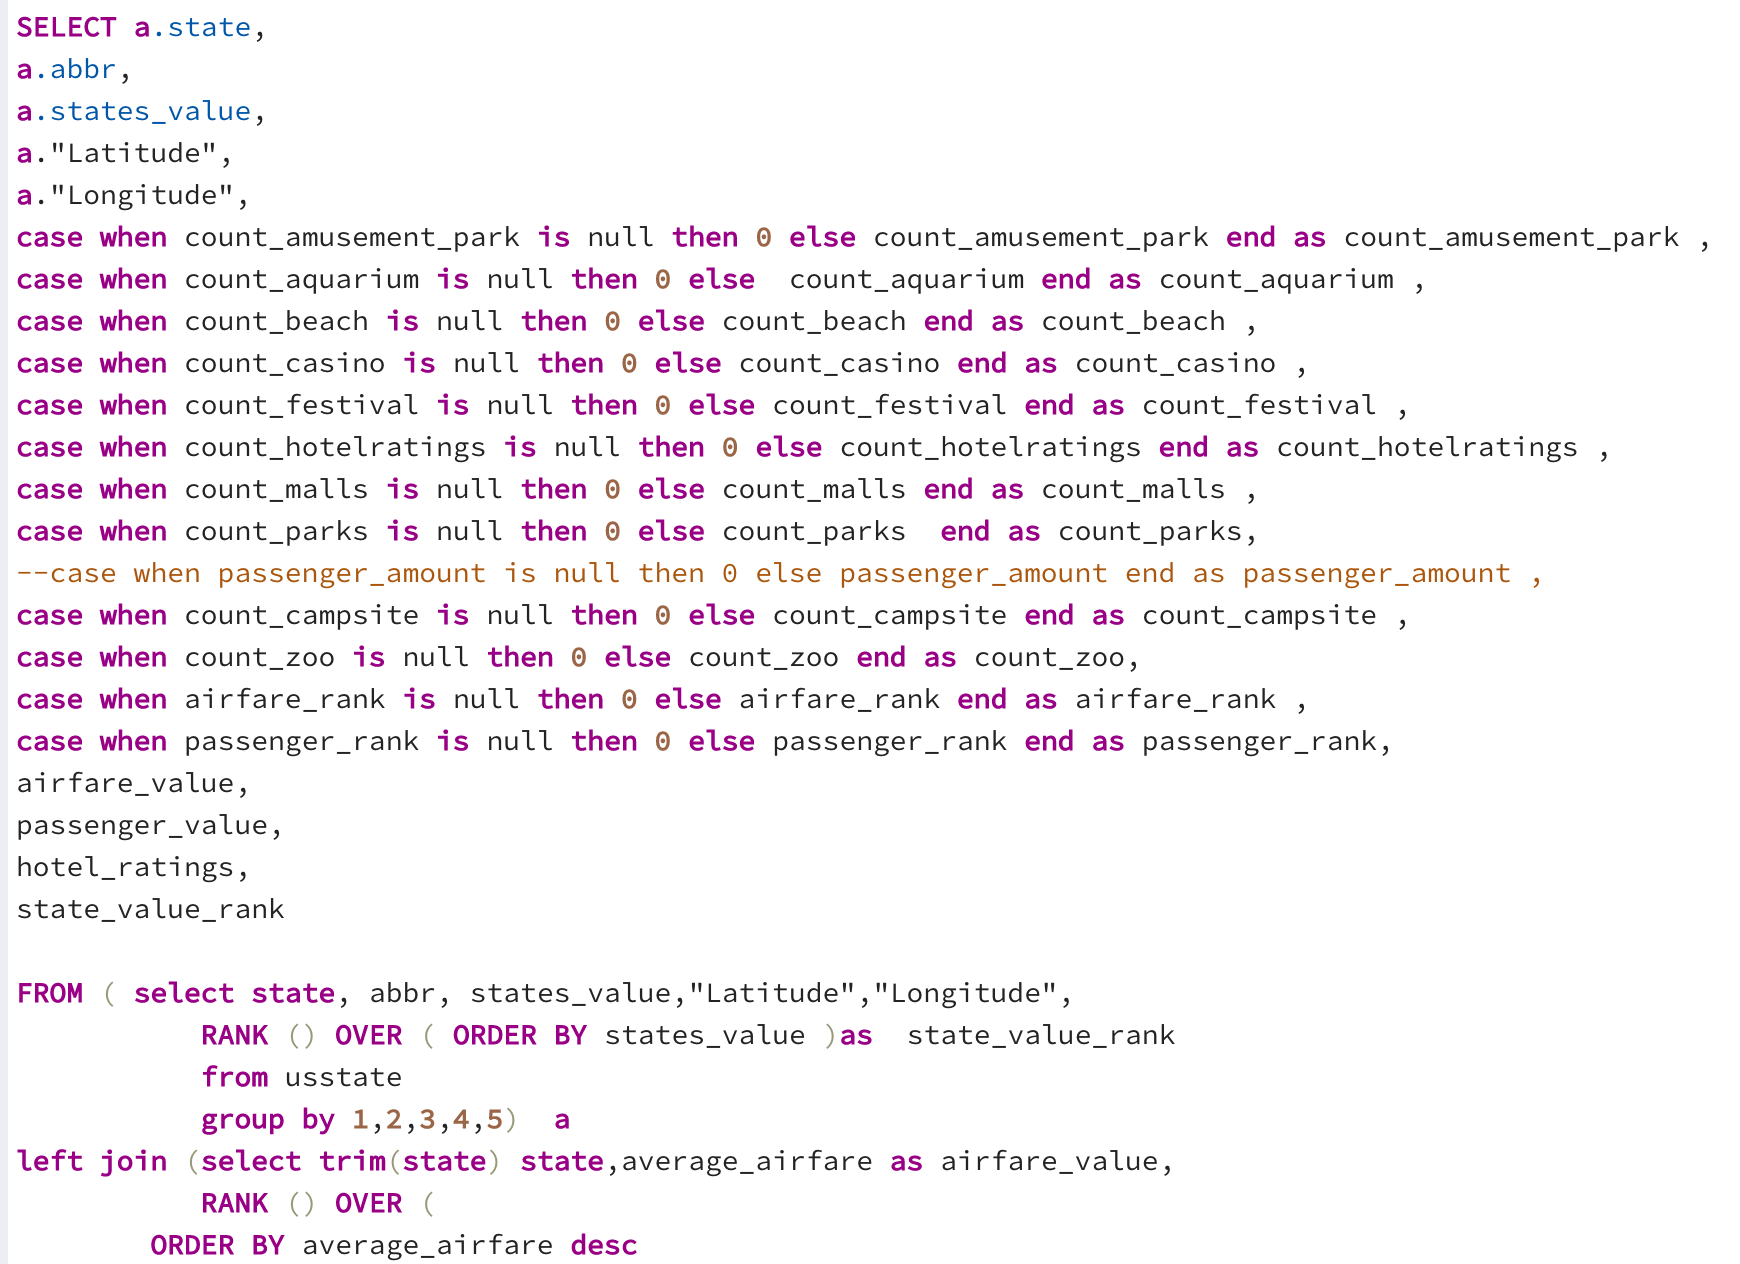 SELECT a.state,
a.abbr,
a.states_value,
a."Latitude",
a."Longitude",
case when count_amusement_park is null then 0 else count_amusement_park end as count_amusement_park ,
case when count_aquarium is null then 0 else  count_aquarium end as count_aquarium ,
case when count_beach is null then 0 else count_beach end as count_beach ,
case when count_casino is null then 0 else count_casino end as count_casino ,
case when count_festival is null then 0 else count_festival end as count_festival ,
case when count_hotelratings is null then 0 else count_hotelratings end as count_hotelratings ,
case when count_malls is null then 0 else count_malls end as count_malls ,
case when count_parks is null then 0 else count_parks  end as count_parks,
--case when passenger_amount is null then 0 else passenger_amount end as passenger_amount ,
case when count_campsite is null then 0 else count_campsite end as count_campsite ,
case when count_zoo is null then 0 else count_zoo end as count_zoo,
case when airfare_rank is null then 0 else airfare_rank end as airfare_rank ,
case when passenger_rank is null then 0 else passenger_rank end as passenger_rank,
airfare_value,
passenger_value,
hotel_ratings,
state_value_rank
FROM ( select state, abbr, states_value,"Latitude","Longitude",
RANK () OVER ( ORDER BY states_value )as  state_value_rank
from usstate
group by 1,2,3,4,5)  a
left join (select trim(state) state,average_airfare as airfare_value,
RANK () OVER (
ORDER BY average_airfare desc